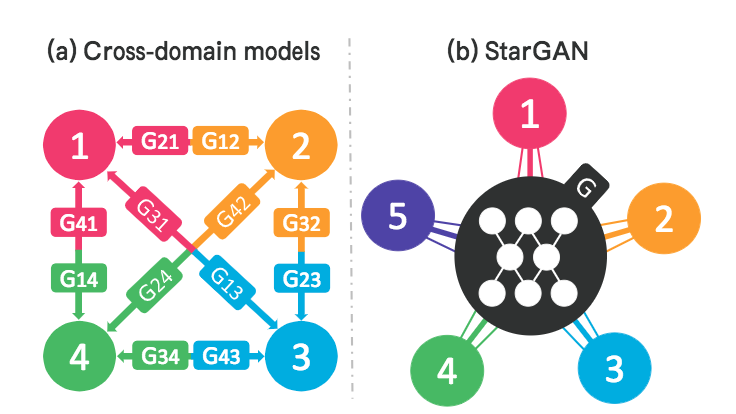 (a) Cross-domain models
1
G21
G12
2
G41
G31
G42
G32
G14
G24
G13
G23
4
G34
G43
3
(b) StarGAN
1
G
5
2
4
3